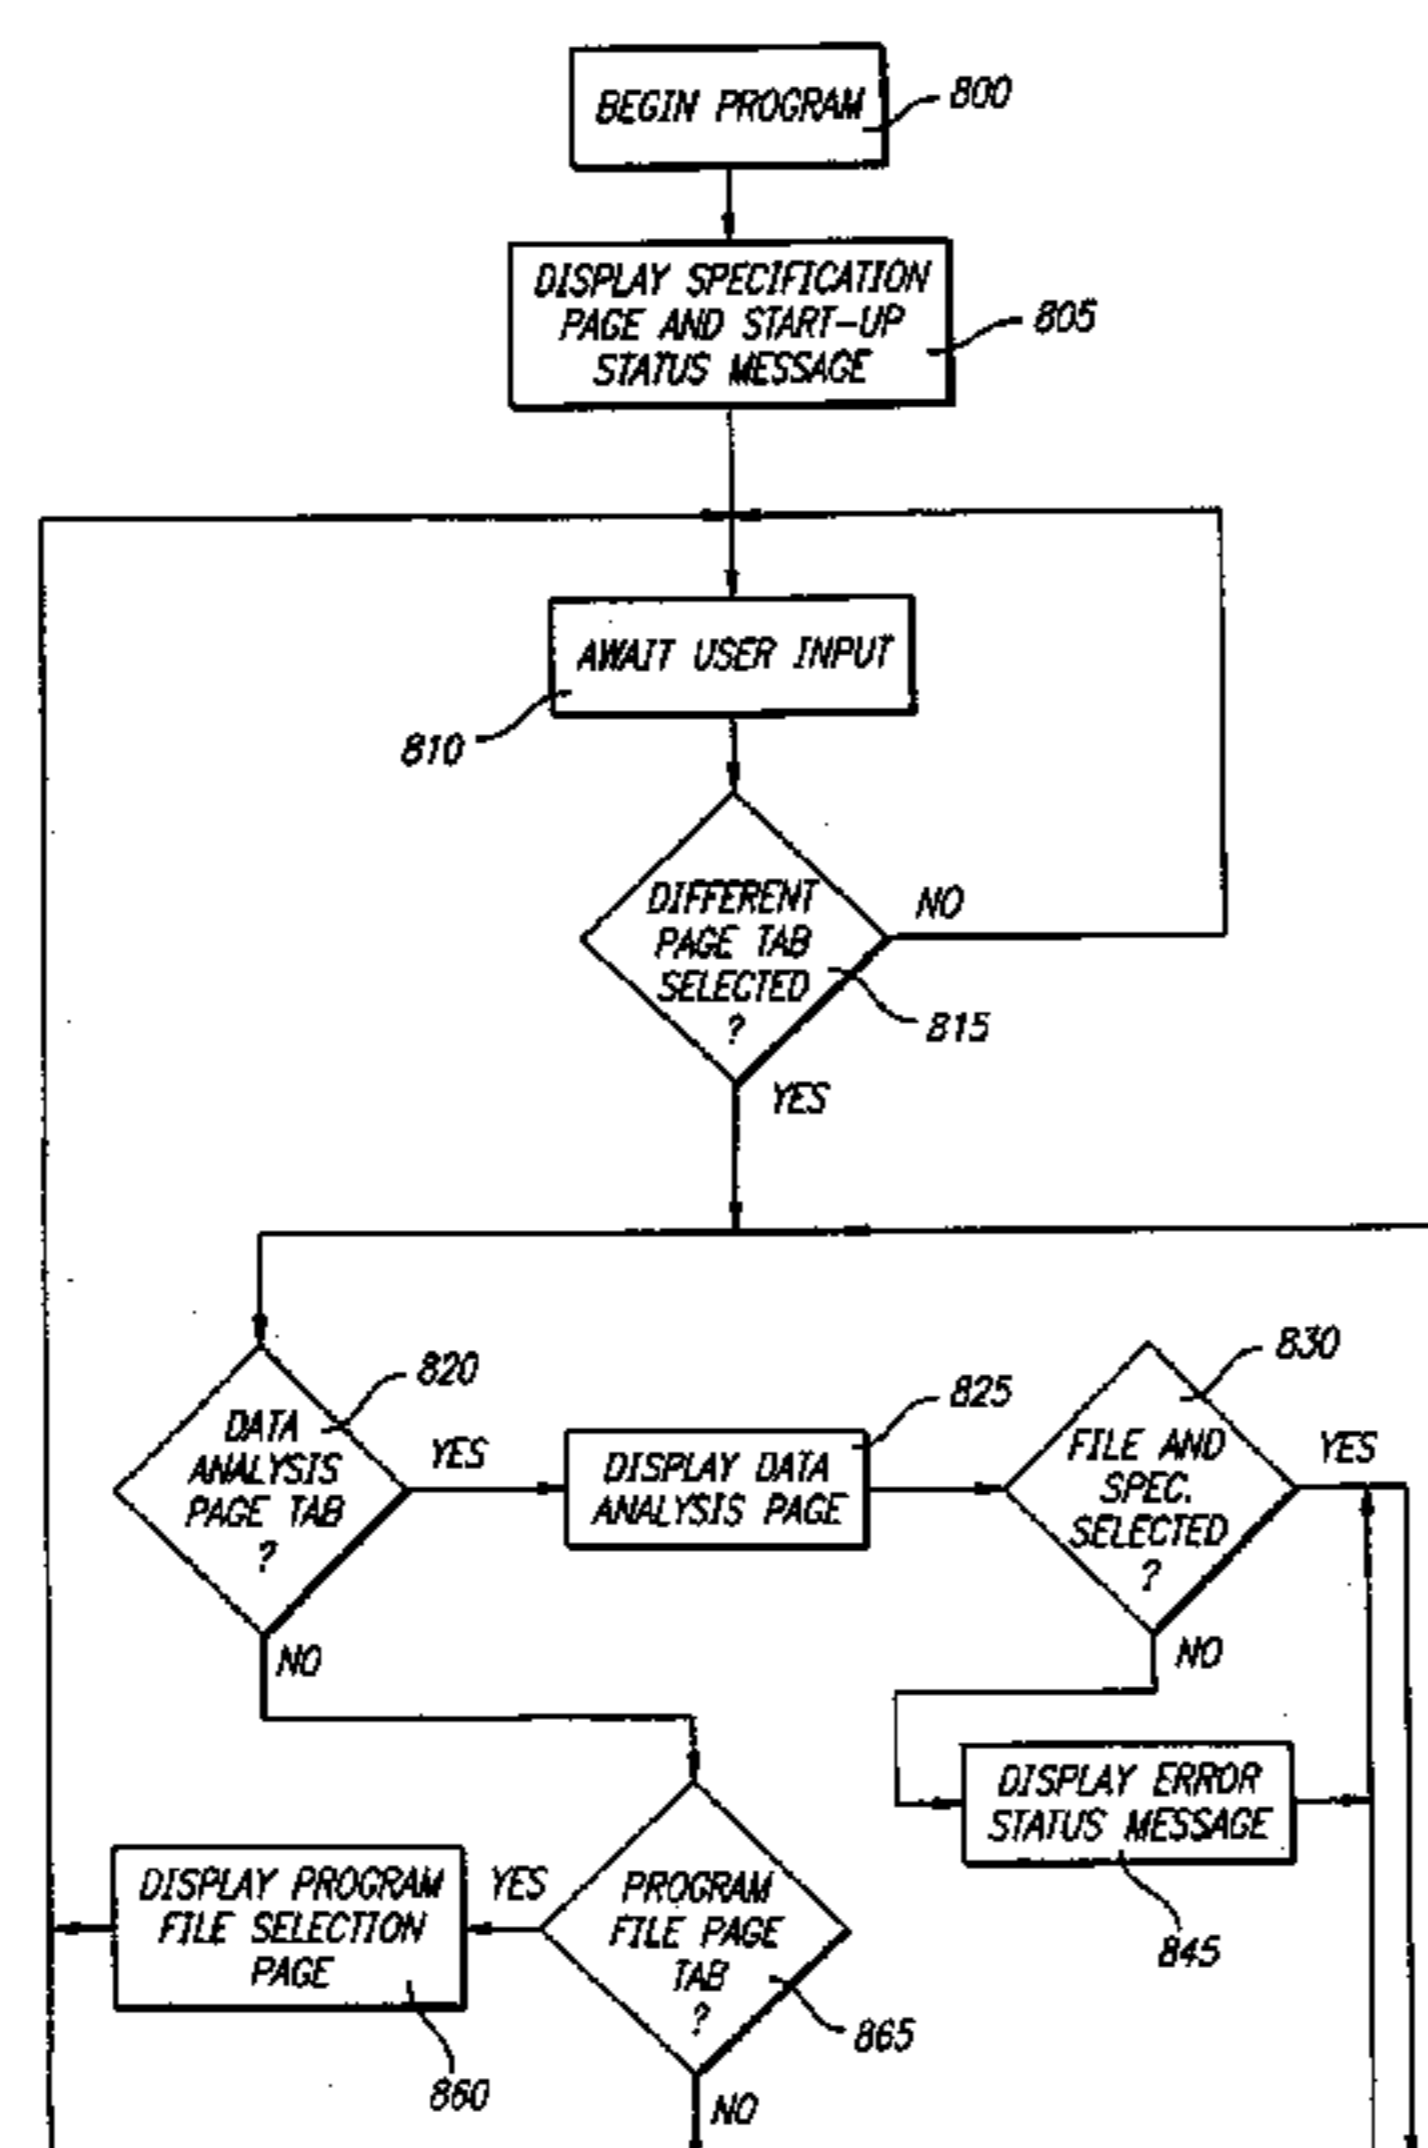 BEGIN PROGRAM
800
DISPLAY SPECIFICATION
PAGE AND START-UP
STATUS MESSAGE
805
AWAIT USER INPUT
810
DIFFERENT
PAGE TAB
SELECTED
?
NO
815
YES
820
DATA
ANALYSIS
PAGE TAB
?
YES
NO
825
DISPLAY DATA
ANALYSIS PAGE
830
FILE AND
SPEC.
SELECTED
?
YES
NO
DISPLAY ERROR
STATUS MESSAGE
845
DISPLAY PROGRAM
FILE SELECTION
PAGE
860
YES
PROGRAM
FILE PAGE
TAB
?
865
NO